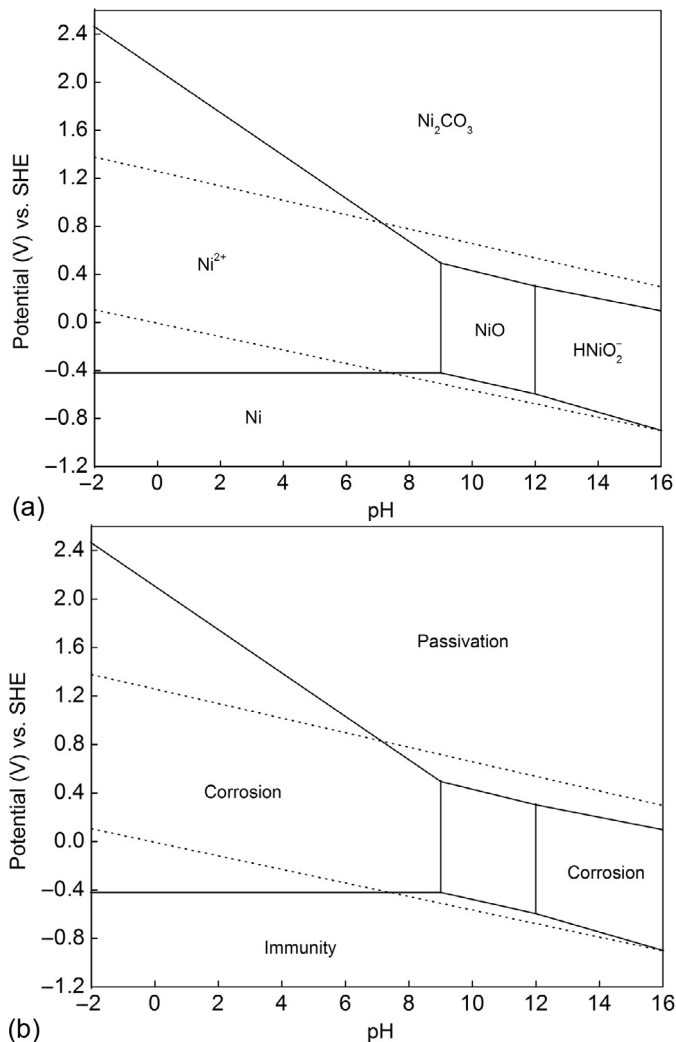 2.4
2.0
1.6
1.2
0.8
0.4
0.0
−0.4
−0.8
−1.2
Potential (V) vs. SHE
Ni₂CO₃
Ni²⁺
NiO
HNiO₂⁻
Ni
−2 0 2 4 6 8 10 12 14 16
pH
(a)
2.4
2.0
1.6
1.2
0.8
0.4
0.0
−0.4
−0.8
−1.2
Potential (V) vs. SHE
Passivation
Corrosion
Corrosion
Immunity
−2 0 2 4 6 8 10 12 14 16
pH
(b)